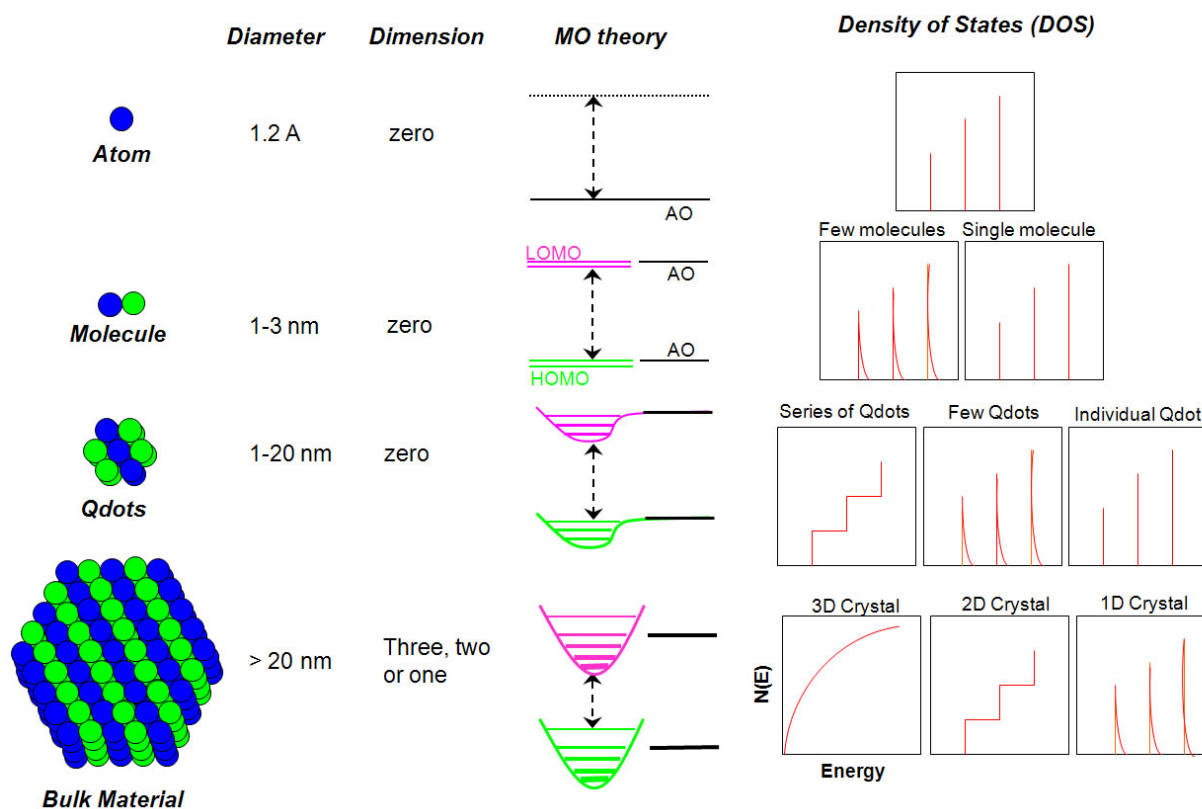 Diameter Dimension MO theory Density of States (DOS)
Atom 1.2 A zero
AO
Few molecules Single molecule
LOMO
AO
Molecule 1-3 nm zero
AO
HOMO
Series of Qdots Few Qdots Individual Qdot
Qdots 1-20 nm zero
3D Crystal 2D Crystal 1D Crystal
> 20 nm Three, two
or one
N(E)
Energy
Bulk Material